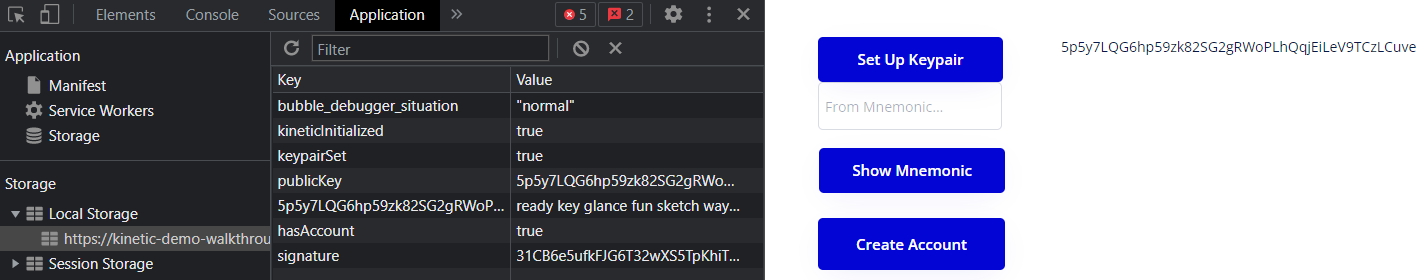 Elements Console Sources Application » 5 2
Application
Manifest
Service Workers
Storage
Storage
Local Storage
https://kinetic-demo-walkthrou
Session Storage
Filter
Key Value
bubble_debugger_situation "normal"
kineticInitialized true
keypairSet true
publicKey 5p5y7LQG6hp59zk82SG2gRWo...
5p5y7LQG6hp59zk82SG2gRWoP... ready key glance fun sketch way...
hasAccount true
signature 31CB6e5ufkFJG6T32wXS5TpKhiT...
Set Up Keypair
5p5y7LQG6hp59zk82SG2gRWoPLhQqjEiLeV9TCzLCuve
From Mnemonic...
Show Mnemonic
Create Account